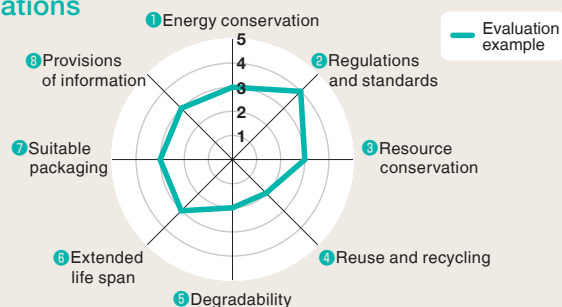 ations
❶Energy conservation
Evaluation
example
❽Provisions
of information
❷Regulations
and standards
5
4
3
2
1
❼Suitable
packaging
❸Resource
conservation
❻Extended
life span
❹Reuse and recycling
❺Degradability